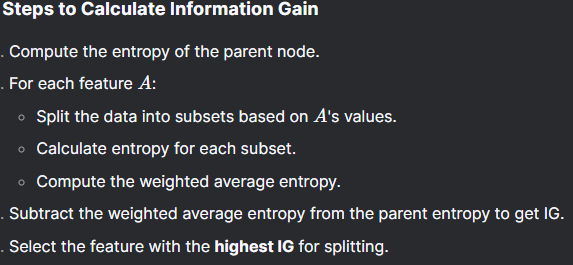 Steps to Calculate Information Gain
. Compute the entropy of the parent node.
. For each feature A:
○ Split the data into subsets based on A's values.
○ Calculate entropy for each subset.
○ Compute the weighted average entropy.
. Subtract the weighted average entropy from the parent entropy to get IG.
. Select the feature with the highest IG for splitting.